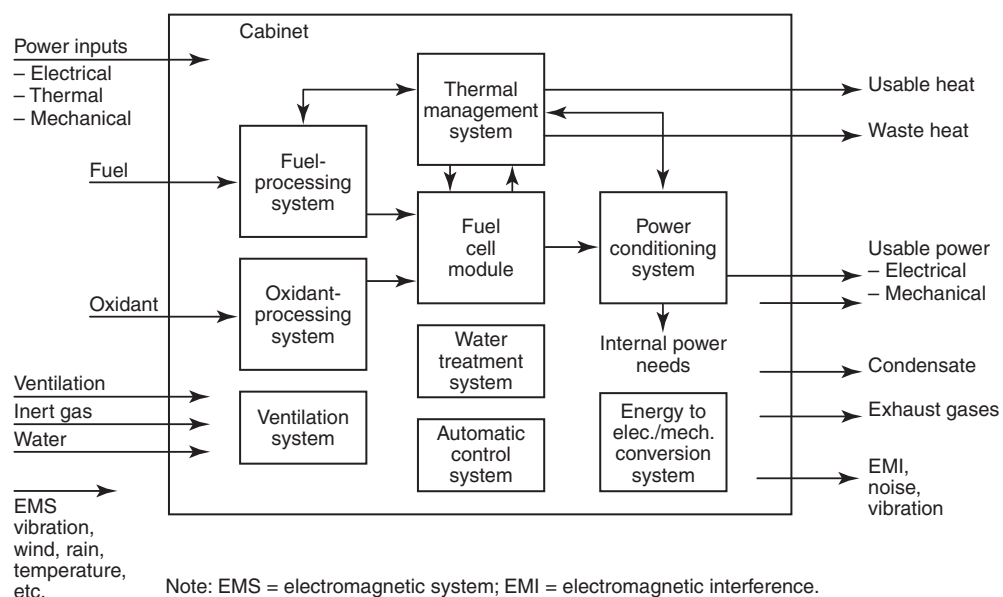 Cabinet
Power inputs
– Electrical
– Thermal
– Mechanical
Fuel
Oxidant
Ventilation
Inert gas
Water
EMS
vibration,
wind, rain,
temperature,
etc.
Thermal
management
system
Fuel-
processing
system
Fuel
cell
module
Power
conditioning
system
Oxidant-
processing
system
Water
treatment
system
Internal power
needs
Ventilation
system
Automatic
control
system
Energy to
elec./mech.
conversion
system
Usable heat
Waste heat
Usable power
– Electrical
– Mechanical
Condensate
Exhaust gases
EMI,
noise,
vibration
Note: EMS = electromagnetic system; EMI = electromagnetic interference.